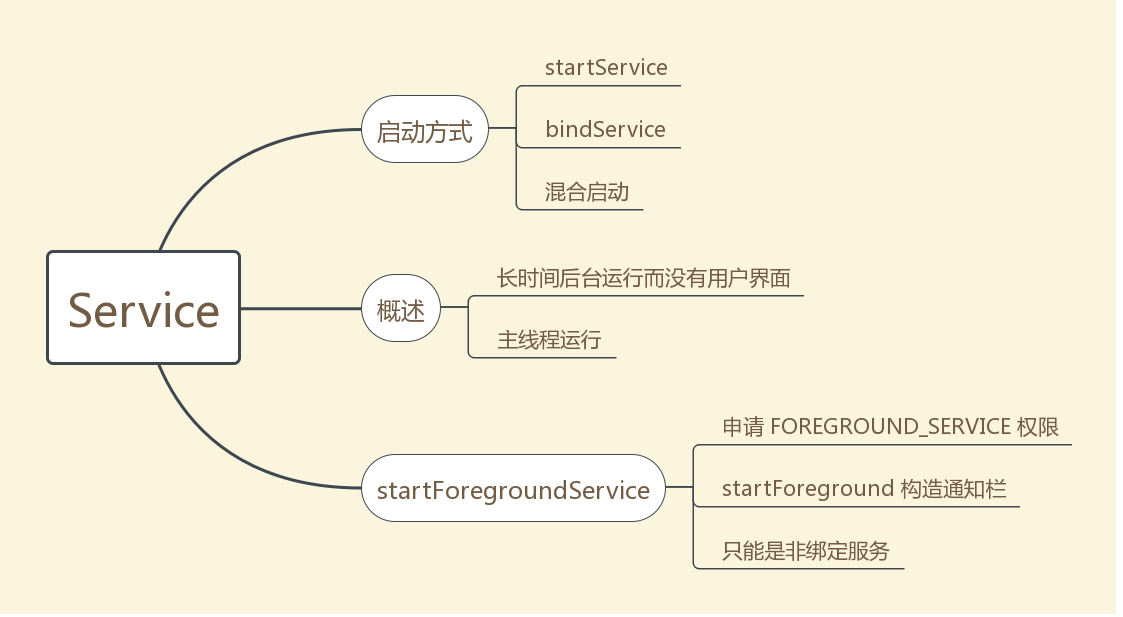 Service
启动方式
startService
bindService
混合启动
概述
长时间后台运行而没有用户界面
主线程运行
startForegroundService
申请 FOREGROUND_SERVICE 权限
startForeground 构造通知栏
只能是非绑定服务